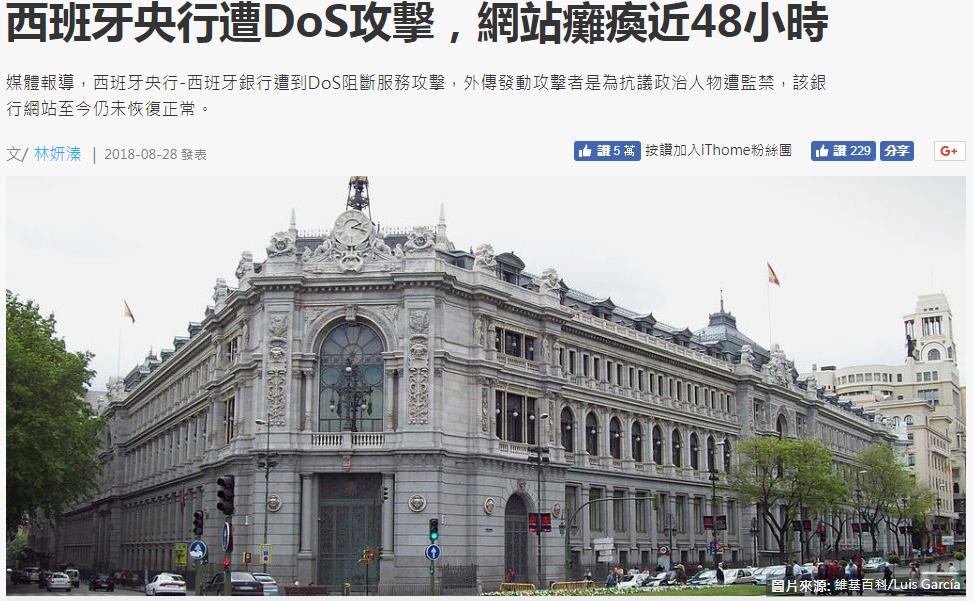 西班牙央行遭DoS攻擊，網站癱瘓近48小時
媒體報導，西班牙央行-西班牙銀行遭到DoS阻斷服務攻擊，外傳發動攻擊者是為抗議政治人物遭監禁，該銀
行網站至今仍未恢復正常。
文/ 林妍溱 | 2018-08-28 發表
讚 5 萬 按讚加入iThome粉絲團 讚 229 分享 G+
圖片來源: 維基百科/Luis García